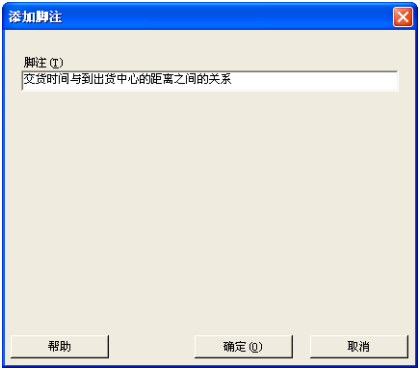 添加脚注
脚注(T)
交货时间与到出货中心的距离之间的关系
帮助
确定(O)
取消